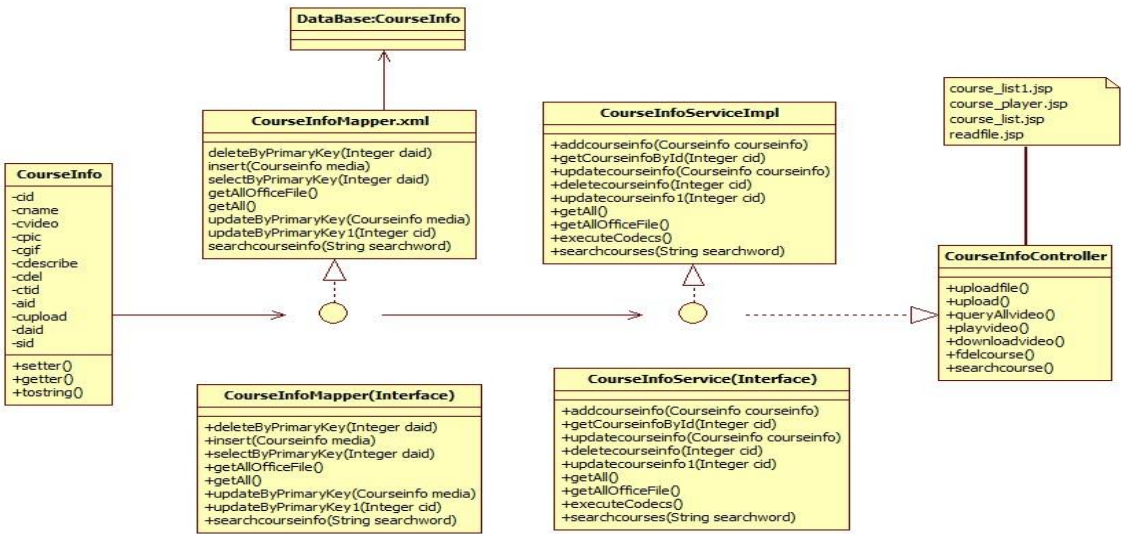 DataBase:CourseInfo
CourseInfoMapper.xml
deleteByPrimaryKey(Integer daid)
insert(Courseinfo media)
selectByPrimaryKey(Integer daid)
getAllOfficeFile()
getAll()
updateByPrimaryKey(Courseinfo media)
updateByPrimaryKey1(Integer cid)
searchcourseinfo(String searchword)
CourseInfoServiceImpl
+addcourseinfo(Courseinfo courseinfo)
+getCourseinfoById(Integer cid)
+updatecourseinfo(Courseinfo courseinfo)
+deletecourseinfo(Integer cid)
+updatecourseinfo1(Integer cid)
+getAll()
+getAllOfficeFile()
+executeCodecs()
+searchcourses(String searchword)
course_list1.jsp
course_player.jsp
course_list.jsp
readfile.jsp
CourseInfo
-cid
-cname
-cvideo
-cpic
-cgif
-cdescribe
-cdel
-ctid
-aid
-cupload
-daid
-sid
+setter()
+getter()
+tostring()
CourseInfoController
+uploadfile()
+upload()
+queryAllvideo()
+playvideo()
+downloadvideo()
+fdelcourse()
+searchcourse()
CourseInfoMapper(Interface)
+deleteByPrimaryKey(Integer daid)
+insert(Courseinfo media)
+selectByPrimaryKey(Integer daid)
+getAllOfficeFile()
+getAll()
+updateByPrimaryKey(Courseinfo media)
+updateByPrimaryKey1(Integer cid)
+searchcourseinfo(String searchword)
CourseInfoService(Interface)
+addcourseinfo(Courseinfo courseinfo)
+getCourseinfoById(Integer cid)
+updatecourseinfo(Courseinfo courseinfo)
+deletecourseinfo(Integer cid)
+updatecourseinfo1(Integer cid)
+getAll()
+getAllOfficeFile()
+executeCodecs()
+searchcourses(String searchword)